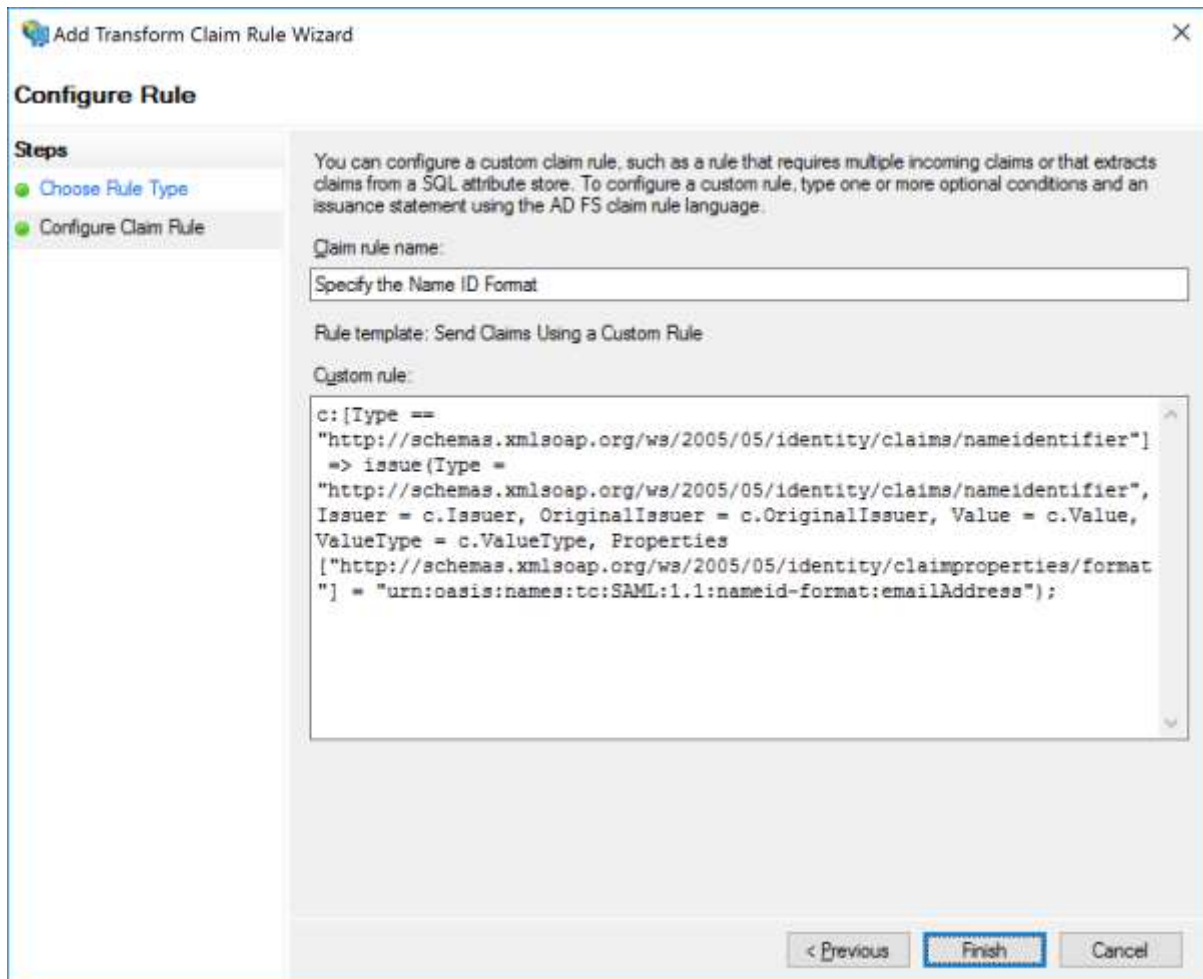 Add Transform Claim Rule Wizard
Configure Rule
Steps
Choose Rule Type
Configure Claim Rule
You can configure a custom claim rule, such as a rule that requires multiple incoming claims or that extracts
claims from a SQL attribute store. To configure a custom rule, type one or more optional conditions and an
issuance statement using the AD FS claim rule language.
Claim rule name:
Specify the Name ID Format
Rule template: Send Claims Using a Custom Rule
Custom rule:
c:[Type ==
"http://schemas.xmlsoap.org/ws/2005/05/identity/claims/nameidentifier"]
=> issue(Type =
"http://schemas.xmlsoap.org/ws/2005/05/identity/claims/nameidentifier",
Issuer = c.Issuer, OriginalIssuer = c.OriginalIssuer, Value = c.Value,
ValueType = c.ValueType, Properties
["http://schemas.xmlsoap.org/ws/2005/05/identity/claimproperties/format
"] = "urn:oasis:names:tc:SAML:1.1:nameid-format:emailAddress");
< Previous
Finish
Cancel